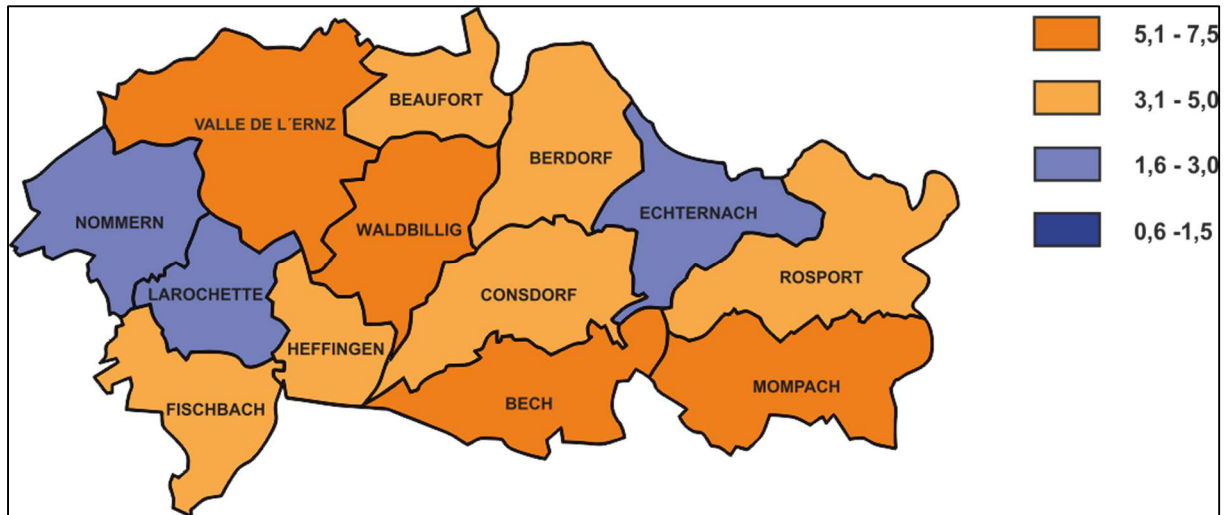 5,1 - 7,5
3,1 - 5,0
1,6 - 3,0
0,6 -1,5
BEAUFORT
VALLE DE L´ERNZ
BERDORF
NOMMERN
WALDBILLIG
ECHTERNACH
LAROCHETTE
CONSDORF
ROSPORT
HEFFINGEN
FISCHBACH
BECH
MOMPACH